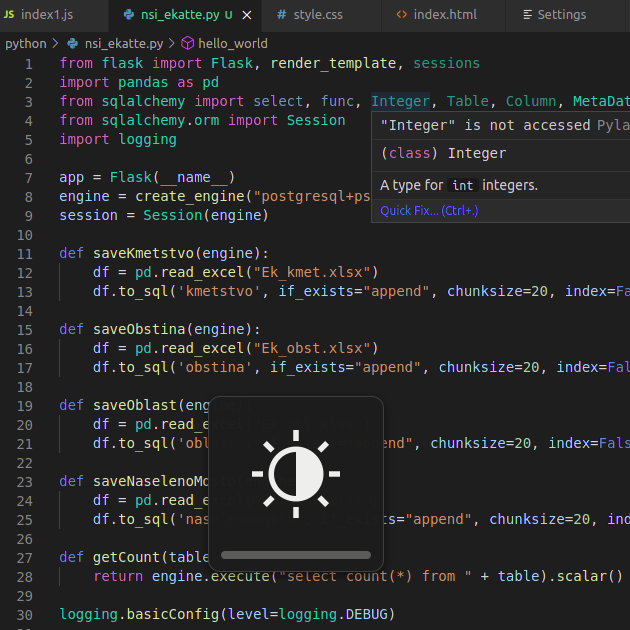 JS index1.js nsi_ekatte.py U # style.css <> index.html Settings
python > nsi_ekatte.py > hello_world
1 from flask import Flask, render_template, sessions
2 import pandas as pd
3 from sqlalchemy import select, func, Integer, Table, Column, MetaDat
4 from sqlalchemy.orm import Session
"Integer" is not accessed Pyla
5 import logging
(class) Integer
6
A type for int integers.
7 app = Flask(__name__)
8 engine = create_engine("postgresql+ps
Quick Fix... (Ctrl+.)
9 session = Session(engine)
10
11 def saveKmetstvo(engine):
12 df = pd.read_excel("Ek_kmet.xlsx")
13 df.to_sql('kmetstvo', if_exists="append", chunksize=20, index=Fa
14
15 def saveObstina(engine):
16 df = pd.read_excel("Ek_obst.xlsx")
17 df.to_sql('obstina', if_exists="append", chunksize=20, index=Fal
18
19 def saveOblast(eng
20 df = pd.read_e
21 df.to_sql('obl end", chunksize=20, index=Fals
22
23 def saveNaselenoM
24 df = pd.read_e
25 df.to_sql('nas ists="append", chunksize=20, ind
26
27 def getCount(table
28 return engine.execute("select count(*) from " + table).scalar()
29
30 logging.basicConfig(level=logging.DEBUG)